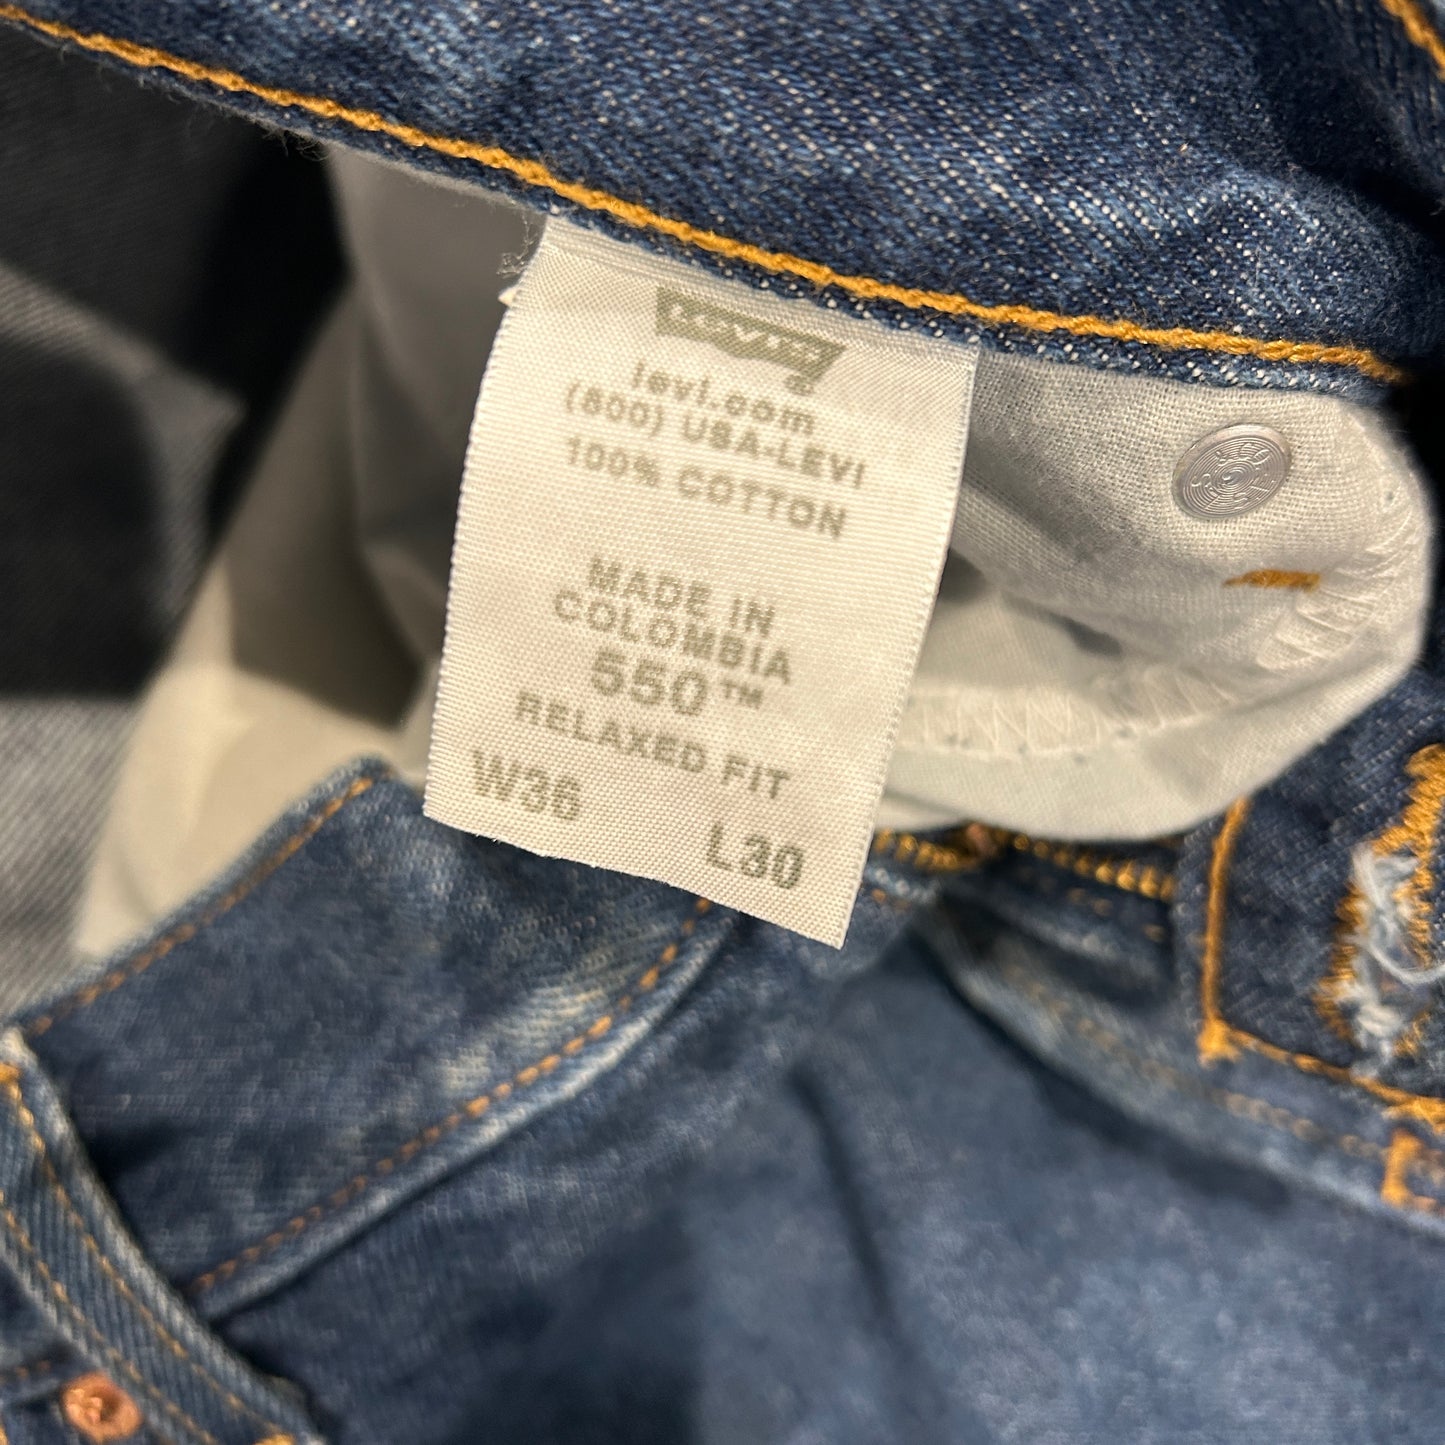 LEVI'S
®
levi.com
(800) USA-LEVI
100% COTTON
MADE IN
COLOMBIA
550™
RELAXED FIT
W36 L30